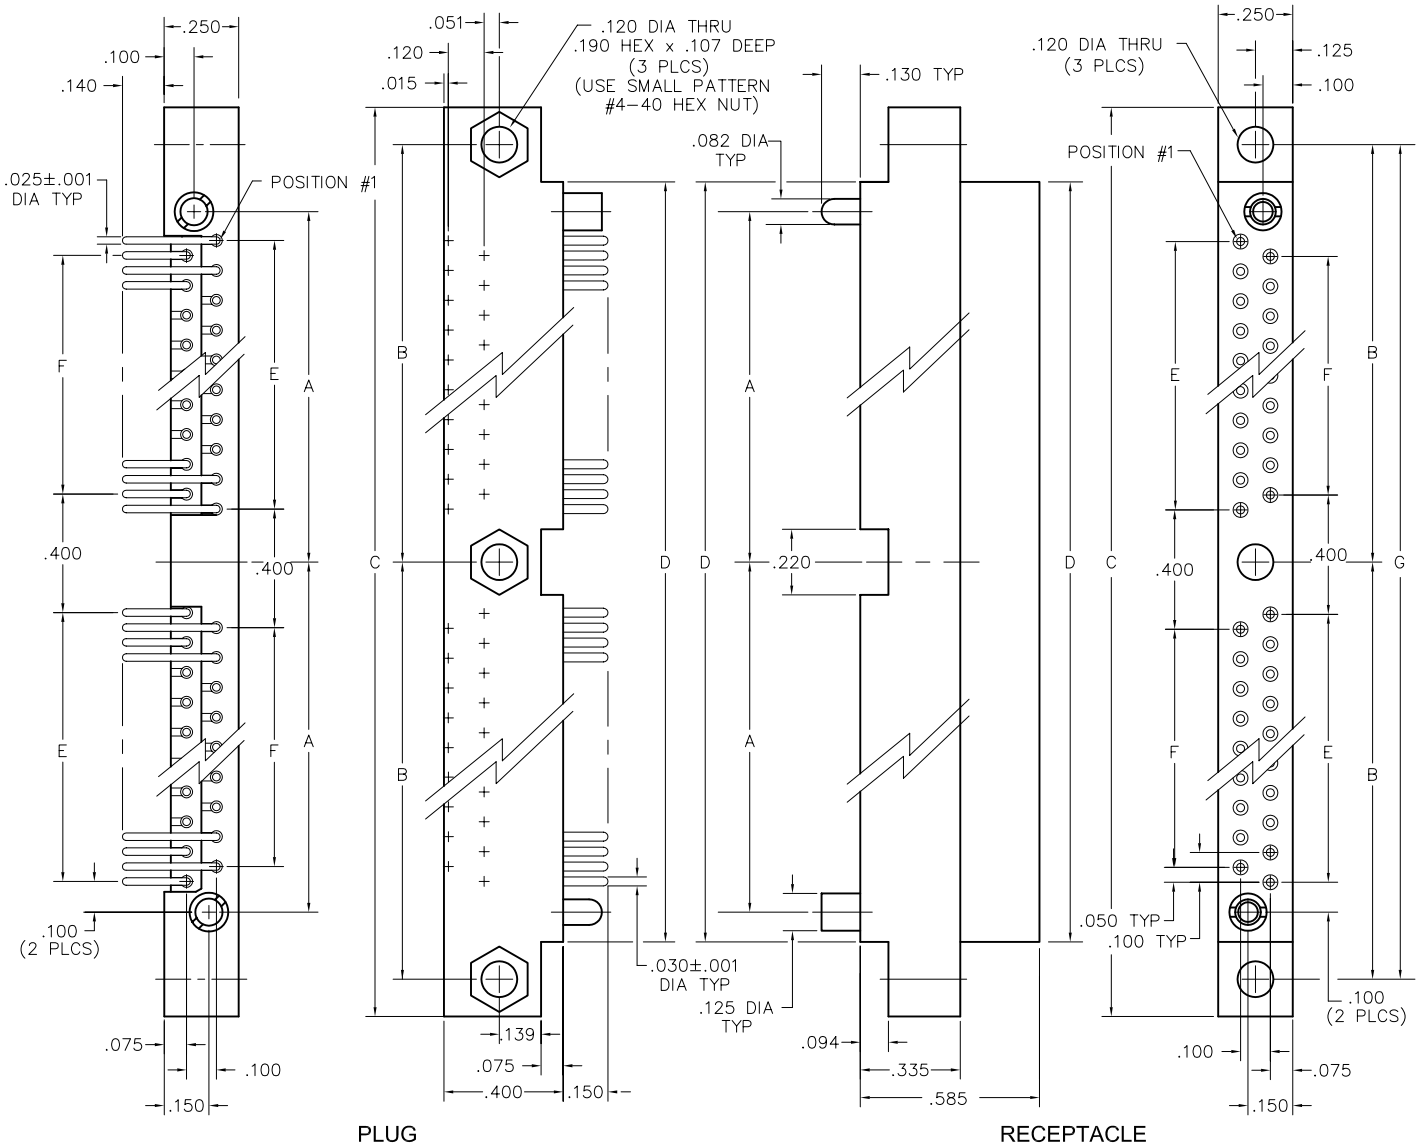 .250
.100
.140
.025±.001
DIA TYP
POSITION #1
F
E
A
.400
.400
E
F
A
.100
(2 PLCS)
.075
.100
.150
.051
.120
.015
.120 DIA THRU
.190 HEX x .107 DEEP
(3 PLCS)
(USE SMALL PATTERN
#4-40 HEX NUT)
B
C
D
B
.030±.001
DIA TYP
.139
.075
.400
.150
PLUG
.130 TYP
.082 DIA
TYP
A
D
.220
D
A
.125 DIA
TYP
.094
.335
.585
.250
.120 DIA THRU
(3 PLCS)
.125
.100
POSITION #1
E
F
B
C
.400
.400
G
F
E
B
.050 TYP
.100 TYP
.100
(2 PLCS)
.100
.075
.150
RECEPTACLE